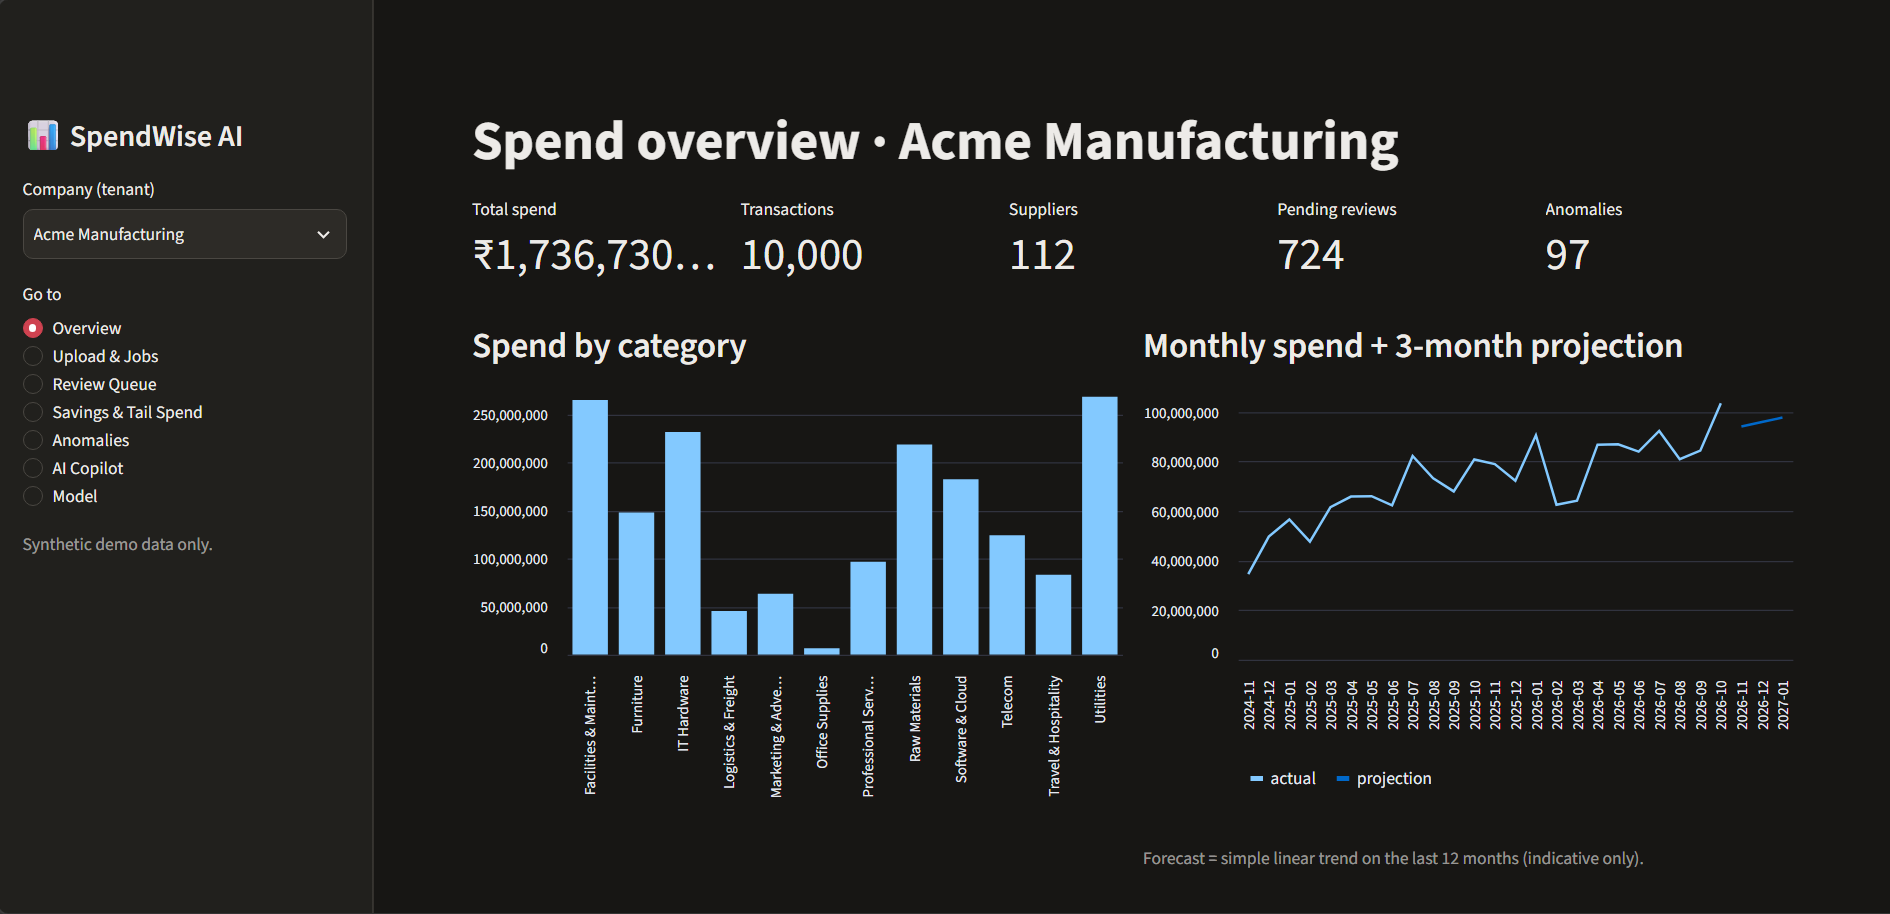 SpendWise AI
Company (tenant)
Acme Manufacturing
Go to
Overview
Upload & Jobs
Review Queue
Savings & Tail Spend
Anomalies
AI Copilot
Model
Synthetic demo data only.
Spend overview · Acme Manufacturing
Total spend
₹1,736,730…
Transactions
10,000
Suppliers
112
Pending reviews
724
Anomalies
97
Spend by category
250,000,000
200,000,000
150,000,000
100,000,000
50,000,000
0
Facilities & Maint…
Furniture
IT Hardware
Logistics & Freight
Marketing & Adve…
Office Supplies
Professional Serv…
Raw Materials
Software & Cloud
Telecom
Travel & Hospitality
Utilities
Monthly spend + 3-month projection
100,000,000
80,000,000
60,000,000
40,000,000
20,000,000
0
2024-11
2024-12
2025-01
2025-02
2025-03
2025-04
2025-05
2025-06
2025-07
2025-08
2025-09
2025-10
2025-11
2025-12
2026-01
2026-02
2026-03
2026-04
2026-05
2026-06
2026-07
2026-08
2026-09
2026-10
2026-11
2026-12
2027-01
actual
projection
Forecast = simple linear trend on the last 12 months (indicative only).